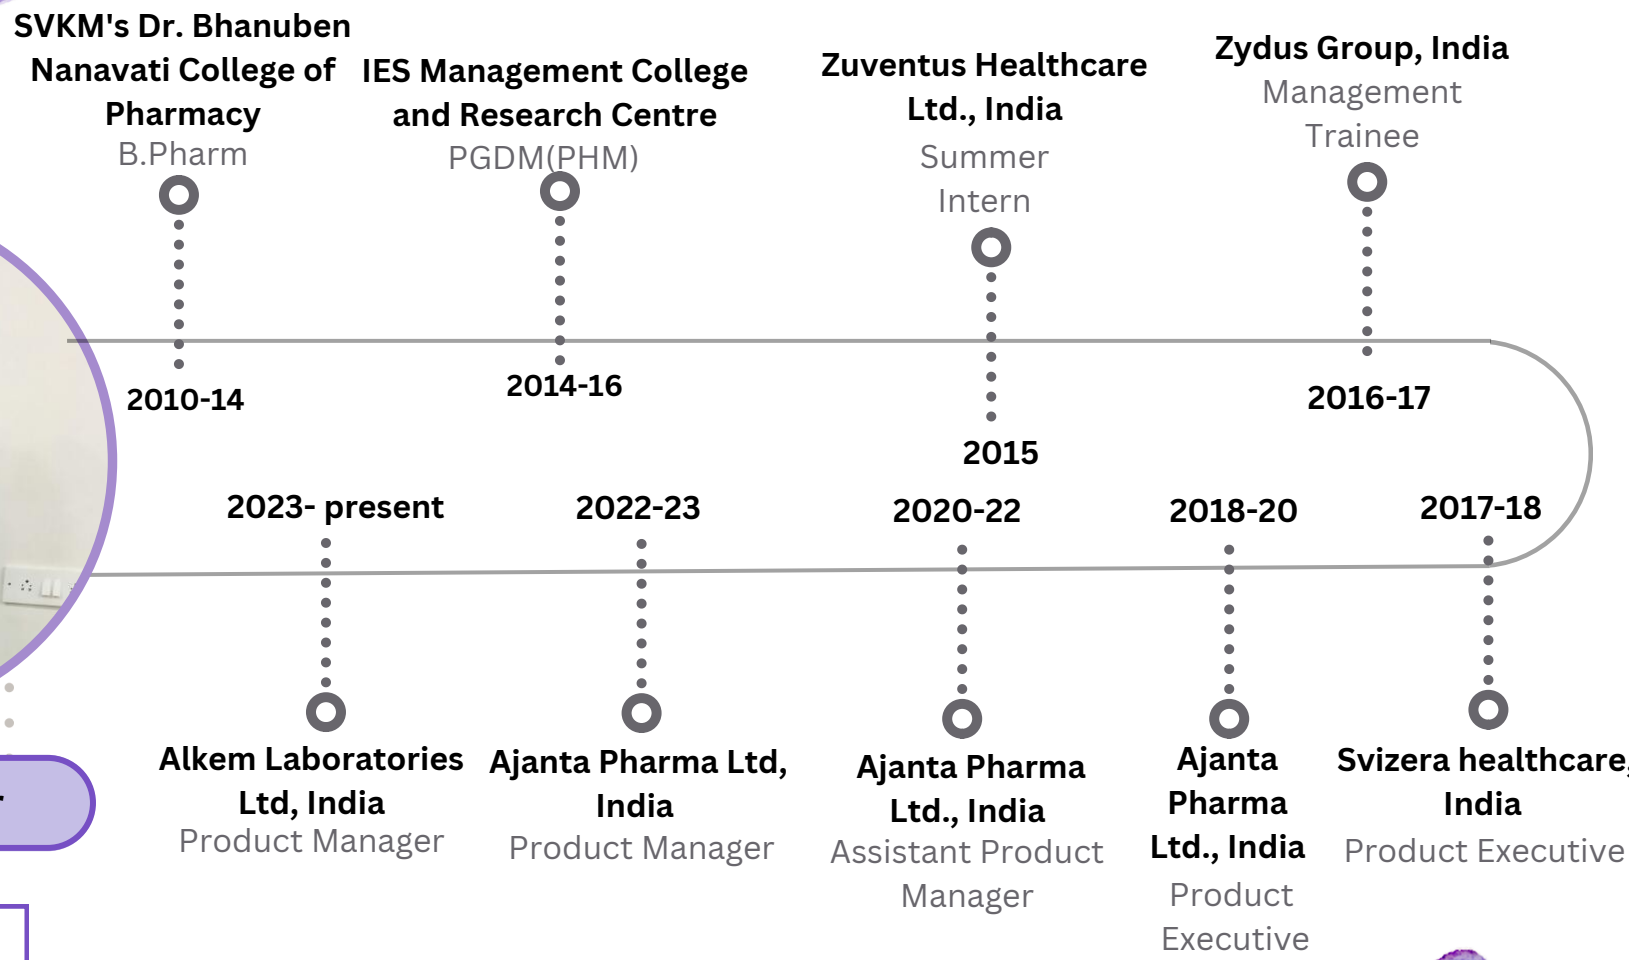 SVKM's Dr. Bhanuben
Nanavati College of
Pharmacy
B.Pharm
2010-14
IES Management College
and Research Centre
PGDM(PHM)
2014-16
Zuventus Healthcare
Ltd., India
Summer
Intern
2015
Zydus Group, India
Management
Trainee
2016-17
2023- present
Alkem Laboratories
Ltd, India
Product Manager
2022-23
Ajanta Pharma Ltd,
India
Product Manager
2020-22
Ajanta Pharma
Ltd., India
Assistant Product
Manager
2018-20
Ajanta
Pharma
Ltd., India
Product
Executive
2017-18
Svizera healthcare,
India
Product Executive